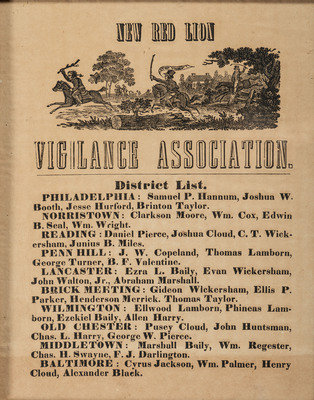 NEW RED LION
VIGILANCE ASSOCIATION.
District List.
PHILADELPHIA: Samuel P. Hannum, Joshua W.
Booth, Jesse Hurford, Brinton Taylor.
NORRISTOWN: Clarkson Moore, Wm. Cox, Edwin
B. Seal, Wm. Wright.
READING: Daniel Pierce, Joshua Cloud, C. T. Wick-
ersham, Junius B. Miles.
PENN HILL: J. W. Copeland, Thomas Lamborn,
George Turner, B. F. Valentine.
LANCASTER: Ezra L. Baily, Evan Wickersham,
John Walton, Jr., Abraham Marshall.
BRICK MEETING: Gideon Wickersham, Ellis P.
Parker, Henderson Merrick. Thomas Taylor.
WILMINGTON: Ellwood Lamborn, Phineas Lam-
born, Ezekiel Baily, Allen Harry.
OLD CHESTER: Pusey Cloud, John Huntsman,
Chas. L. Harry, George W. Pierce.
MIDDLETOWN: Marshall Baily, Wm. Regester,
Chas. H. Swayne, F. J. Darlington.
BALTIMORE: Cyrus Jackson, Wm. Palmer, Henry
Cloud, Alexander Black.